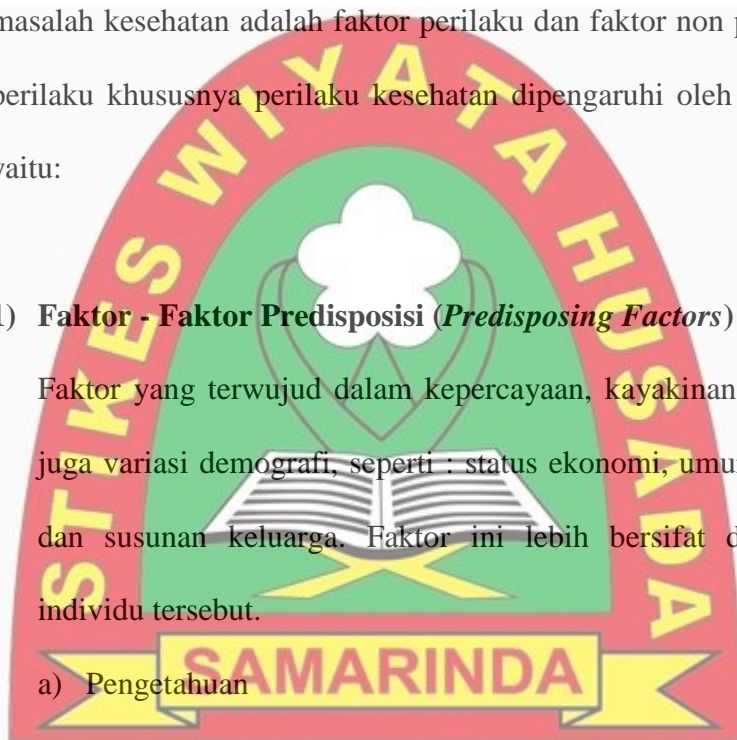 masalah kesehatan adalah faktor perilaku dan faktor non
perilaku khususnya perilaku kesehatan dipengaruhi oleh
yaitu:
STIKES WIYATA HUSADA
1) Faktor - Faktor Predisposisi (Predisposing Factors)
Faktor yang terwujud dalam kepercayaan, kayakinan
juga variasi demografi, seperti : status ekonomi, umur
dan susunan keluarga. Faktor ini lebih bersifat
individu tersebut.
a) Pengetahuan
SAMARINDA